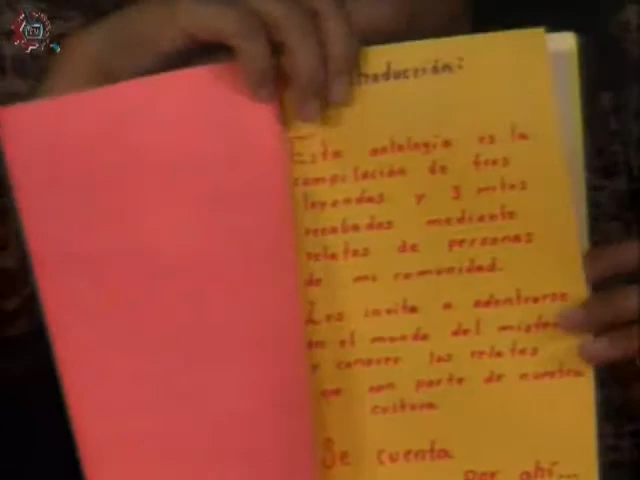 Introducción:
Esta antología es la
compilación de tres
leyendas y 3 mitos
recabados mediante
relatos de personas
de mi comunidad.
Los invito a adentrarse
en el mundo del
y conocer los relatos
que son parte de nuestra
cultura
Se cuenta
por ahí...